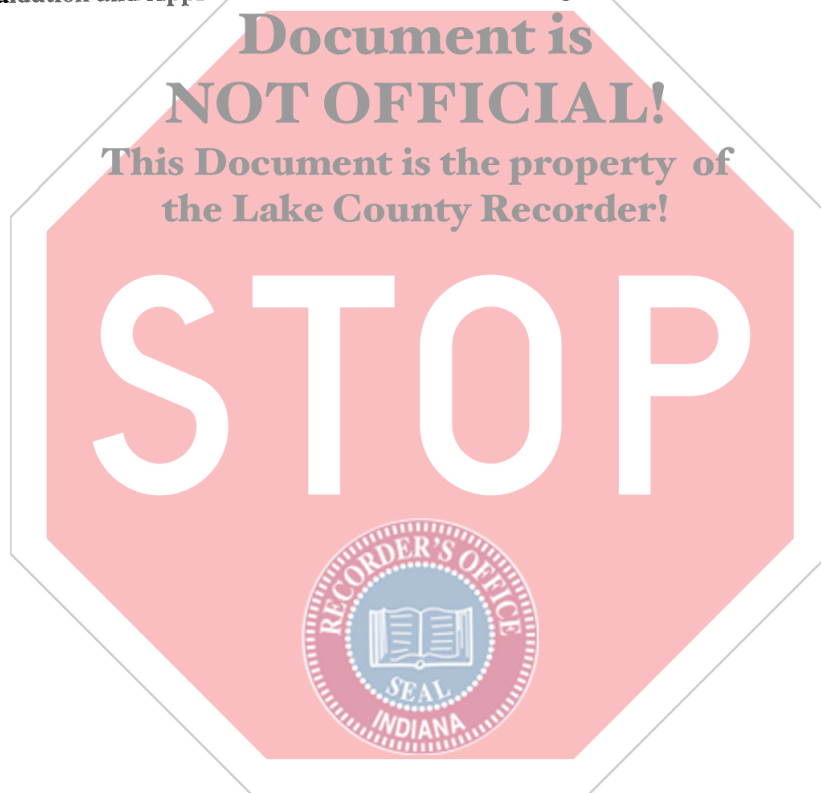 Document is
NOT OFFICIAL!
This Document is the property of
the Lake County Recorder!
STOP
RECORDER'S OFFICE
SEAL
INDIANA